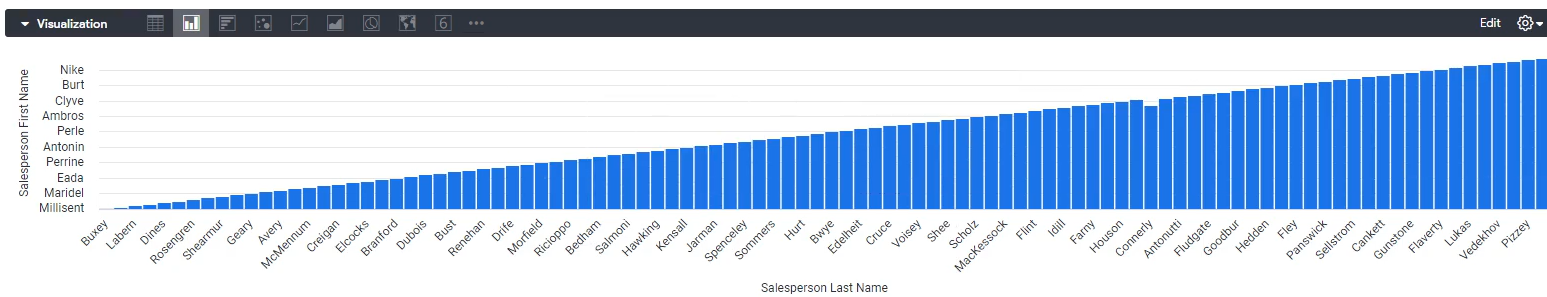 Visualization
6
Edit
Salesperson First Name
Nike
Burt
Clyve
Ambros
Perle
Antonin
Perrine
Eada
Maridel
Millisent
Buxey
Labern
Dines
Rosengren
Shearmur
Geary
Avery
McMennum
Creigan
Elcocks
Branford
Dubois
Bust
Renehan
Drife
Morfield
Ricioppo
Bedham
Salmoni
Hawking
Kensall
Jarman
Spenceley
Sommers
Hurt
Bwye
Edelheit
Cruce
Voisey
Shee
Scholz
MacKessock
Flint
Idill
Farny
Houson
Connerly
Antonutti
Fludgate
Goodbur
Hedden
Fley
Panswick
Sellstrom
Cankett
Gunstone
Flaverty
Lukas
Vedekhov
Pizzey
Salesperson Last Name